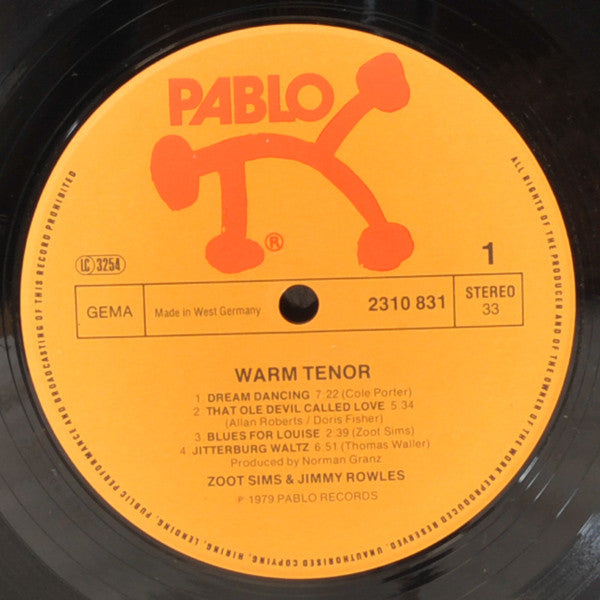 PABLO
®
LC 3254
1
GEMA
Made in West Germany
2310 831
STEREO
33
WARM TENOR
1 DREAM DANCING 7:22 (Cole Porter)
2 THAT OLE DEVIL CALLED LOVE 5:34
(Allan Roberts / Doris Fisher)
3 BLUES FOR LOUISE 2:39 (Zoot Sims)
4 JITTERBURG WALTZ 6:51 (Thomas Waller)
Produced by Norman Granz
ZOOT SIMS & JIMMY ROWLES
℗ 1979 PABLO RECORDS
ALL RIGHTS OF THE PRODUCER AND OF THE OWNER OF THE WORK REPRODUCED RESERVED. UNAUTHORISED COPYING, HIRING, LENDING, PUBLIC PERFORMANCE AND BROADCASTING OF THIS RECORD PROHIBITED